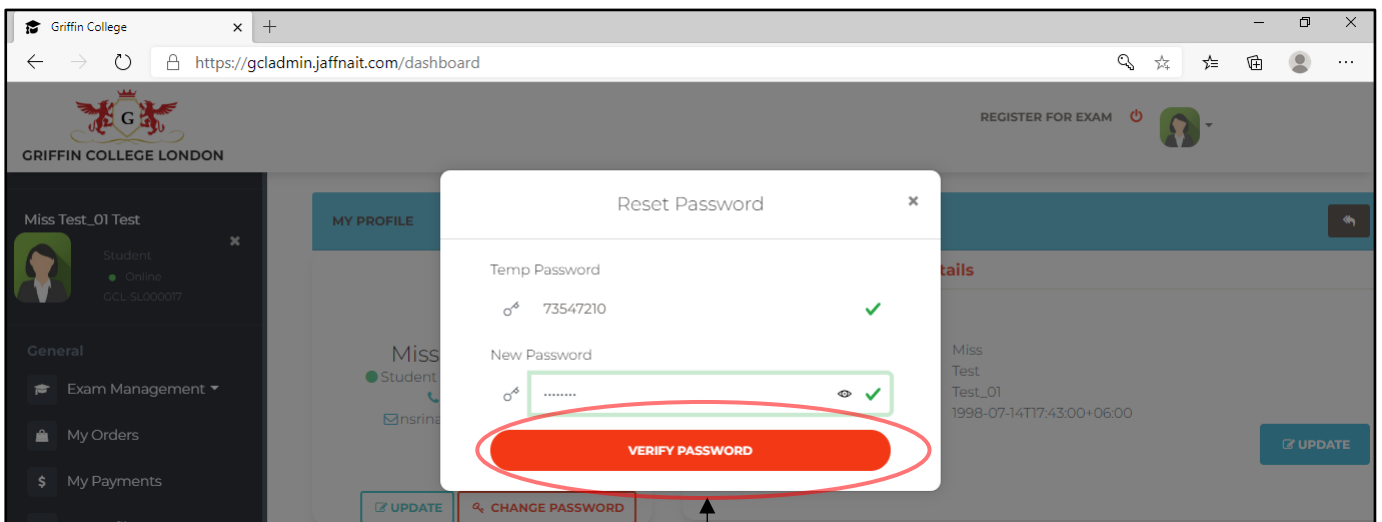 Griffin College
https://gcladmin.jaffnait.com/dashboard
G
GRIFFIN COLLEGE LONDON
REGISTER FOR EXAM
Miss Test_01 Test
Student
Online
GCL-SL000017
General
Exam Management
My Orders
$ My Payments
MY PROFILE
Miss
Student
nsrina
UPDATE
CHANGE PASSWORD
Reset Password
Temp Password
73547210
New Password
········
VERIFY PASSWORD
tails
Miss
Test
Test_01
1998-07-14T17:43:00+06:00
UPDATE